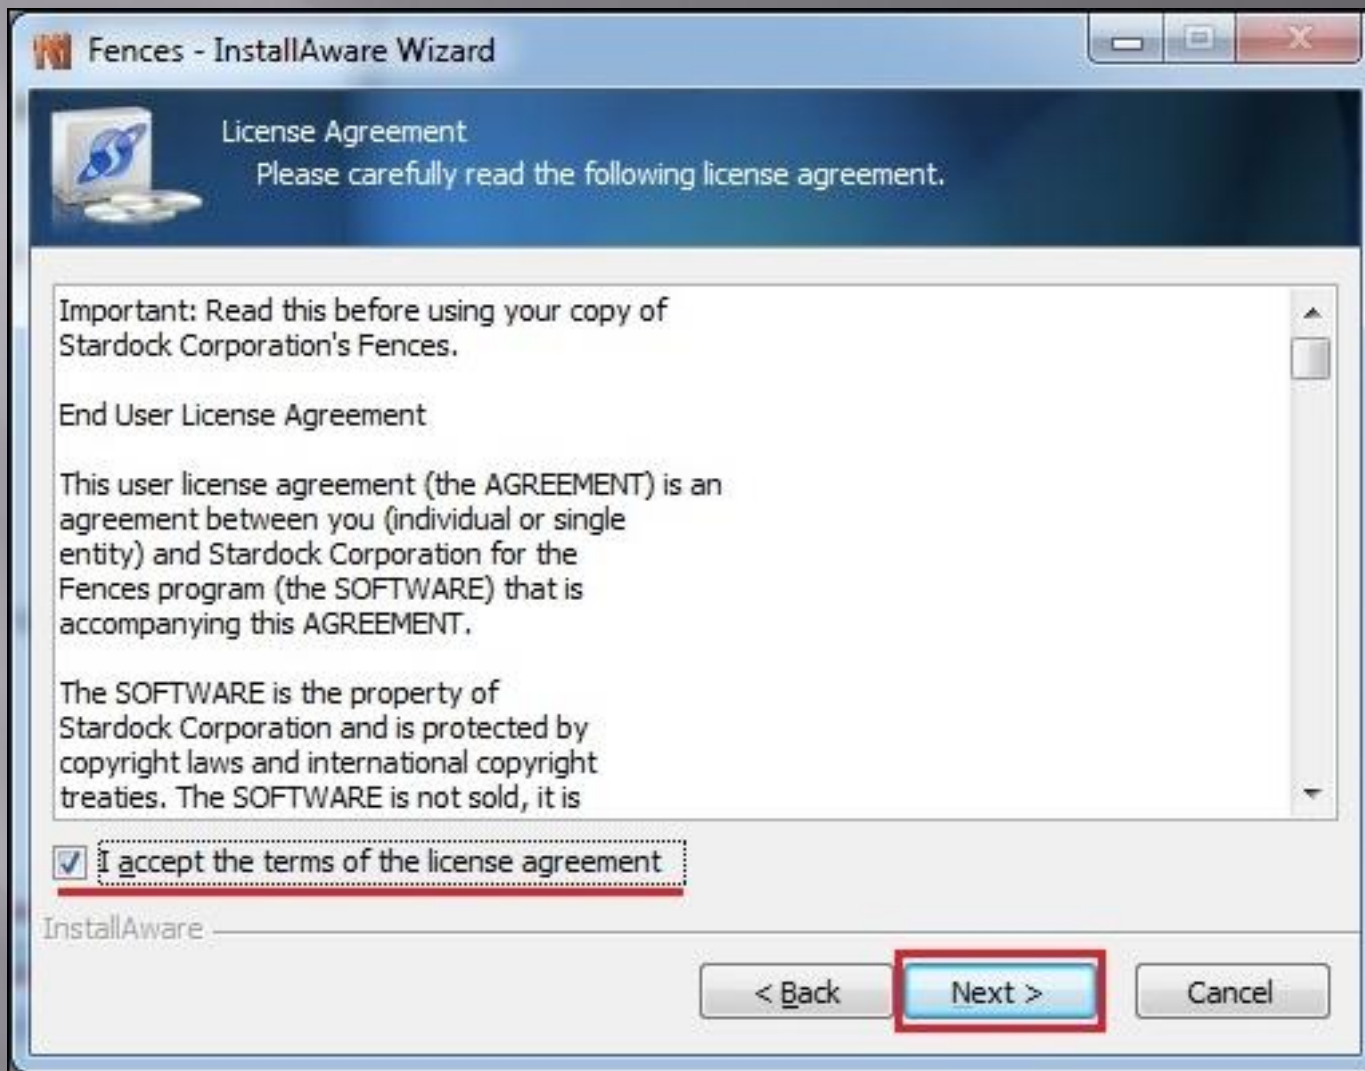 Fences - InstallAware Wizard
License Agreement
Please carefully read the following license agreement.
Important: Read this before using your copy of
Stardock Corporation's Fences.
End User License Agreement
This user license agreement (the AGREEMENT) is an
agreement between you (individual or single
entity) and Stardock Corporation for the
Fences program (the SOFTWARE) that is
accompanying this AGREEMENT.
The SOFTWARE is the property of
Stardock Corporation and is protected by
copyright laws and international copyright
treaties. The SOFTWARE is not sold, it is
I accept the terms of the license agreement
InstallAware
< Back
Next >
Cancel